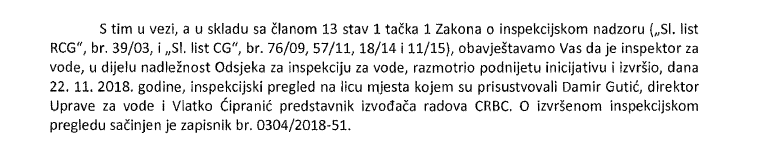 S tim u vezi, a u skladu sa članom 13 stav 1 tačka 1 Zakona o inspekcijskom nadzoru („Sl. list
RCG“, br. 39/03, i „Sl. list CG“, br. 76/09, 57/11, 18/14 i 11/15), obavještavamo Vas da je inspektor za
vode, u dijelu nadležnost Odsjeka za inspekciju za vode, razmotrio podnijetu inicijativu i izvršio, dana
22. 11. 2018. godine, inspekcijski pregled na licu mjesta kojem su prisustvovali Damir Gutić, direktor
Uprave za vode i Vlatko Ćipranić predstavnik izvođača radova CRBC. O izvršenom inspekcijskom
pregledu sačinjen je zapisnik br. 0304/2018-51.